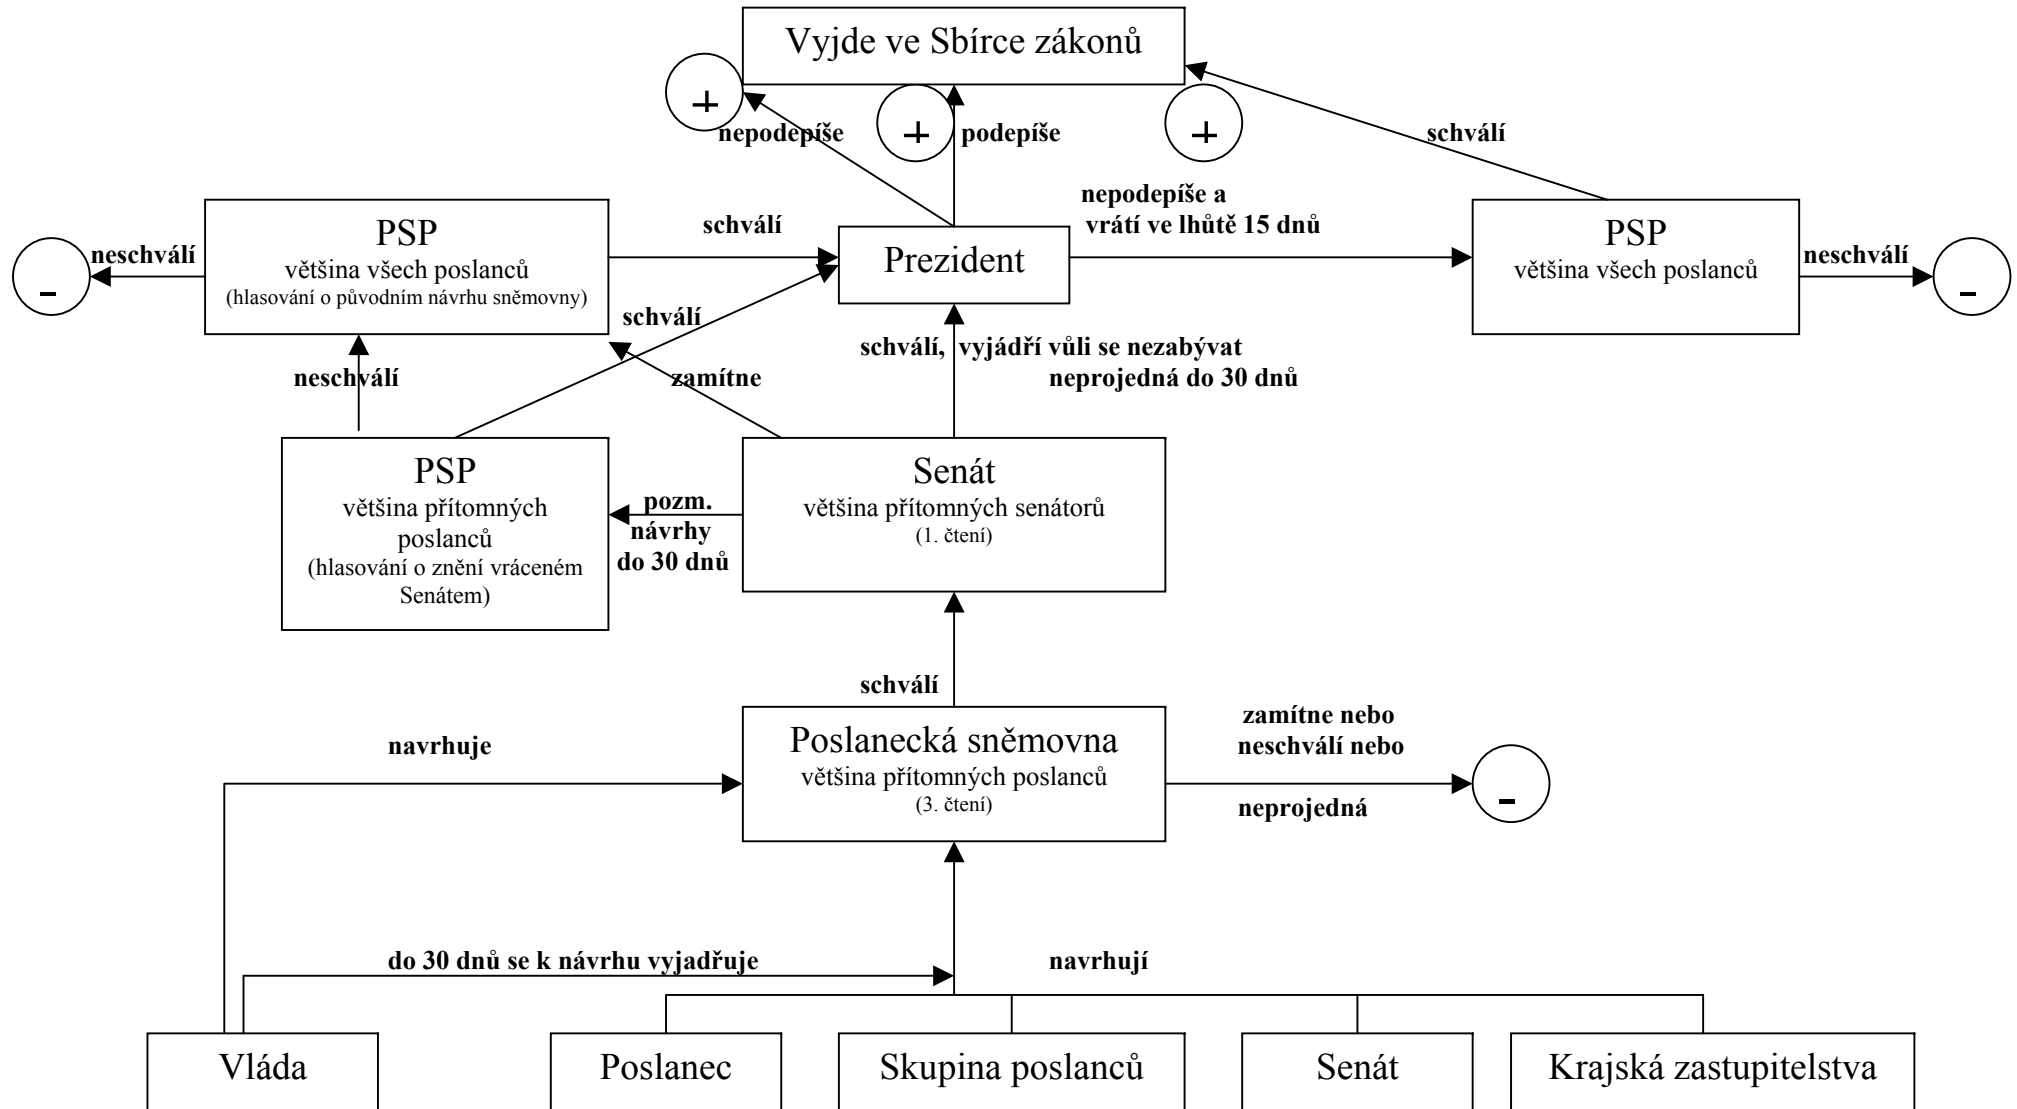 Vyjde ve Sbírce zákonů
+
+
+
nepodepíše
podepíše
schválí
PSP
většina všech poslanců
(hlasování o původním návrhu sněmovny)
neschválí
-
schválí
Prezident
nepodepíše a
vrátí ve lhůtě 15 dnů
PSP
většina všech poslanců
neschválí
-
schválí
neschválí
zamítne
schválí, vyjádří vůli se nezabývat
neprojedná do 30 dnů
PSP
většina přítomných
poslanců
(hlasování o znění vráceném
Senátem)
pozm.
návrhy
do 30 dnů
Senát
většina přítomných senátorů
(1. čtení)
schválí
navrhuje
Poslanecká sněmovna
většina přítomných poslanců
(3. čtení)
zamítne nebo
neschválí nebo
neprojedná
-
do 30 dnů se k návrhu vyjadřuje
navrhují
Vláda
Poslanec
Skupina poslanců
Senát
Krajská zastupitelstva